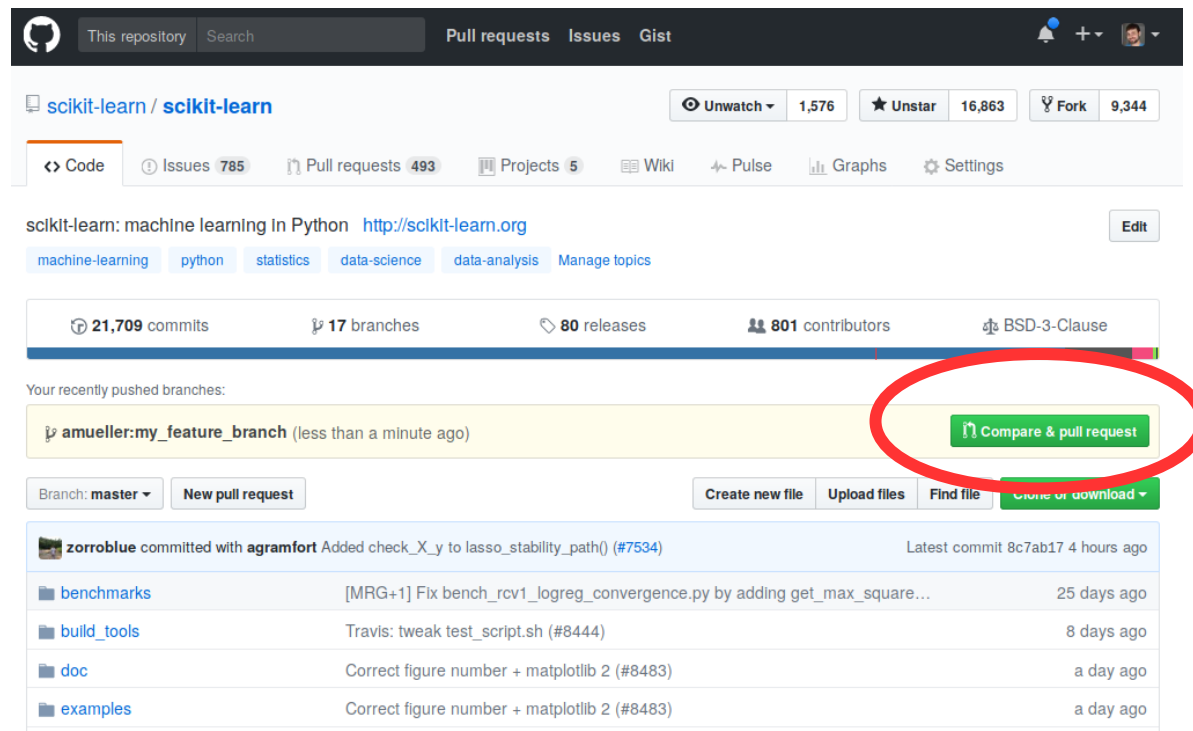 This repository Search Pull requests Issues Gist
scikit-learn / scikit-learn Unwatch 1,576 Unstar 16,863 Fork 9,344
Code Issues 785 Pull requests 493 Projects 5 Wiki Pulse Graphs Settings
scikit-learn: machine learning in Python http://scikit-learn.org Edit
machine-learning python statistics data-science data-analysis Manage topics
21,709 commits 17 branches 80 releases 801 contributors BSD-3-Clause
Your recently pushed branches:
amueller:my_feature_branch (less than a minute ago) Compare & pull request
Branch: master New pull request Create new file Upload files Find file Clone or download
zorroblue committed with agramfort Added check_X_y to lasso_stability_path() (#7534) Latest commit 8c7ab17 4 hours ago
benchmarks [MRG+1] Fix bench_rcv1_logreg_convergence.py by adding get_max_square… 25 days ago
build_tools Travis: tweak test_script.sh (#8444) 8 days ago
doc Correct figure number + matplotlib 2 (#8483) a day ago
examples Correct figure number + matplotlib 2 (#8483) a day ago